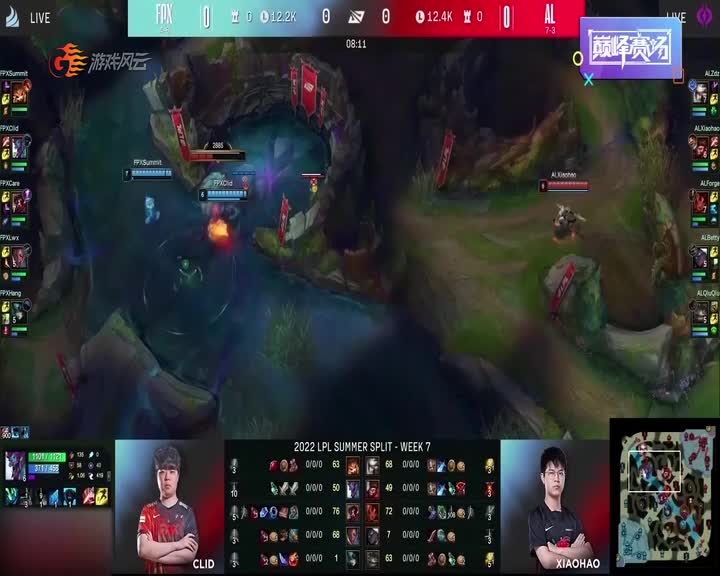 LIVE
FPX
0
0
12.2K
0
0
12.4K
0
0
AL
7-3
LIVE
08:11
游戏风云
巅峰赛场
FPXSummit
FPXClid
FPXCare
FPXLwx
FPXHang
ALZdz
ALXiaohao
ALForge
ALBetty
ALQiuQiu
2885
FPXSummit
FPXClid
ALXiaohao
2022 LPL SUMMER SPLIT - WEEK 7
0/0/0 63 68 0/0/0
0/0/0 50 49 0/0/0
0/0/0 76 72 0/0/0
0/0/0 68 7 0/0/0
0/0/0 1 63 0/0/0
CLID
XIAOHAO